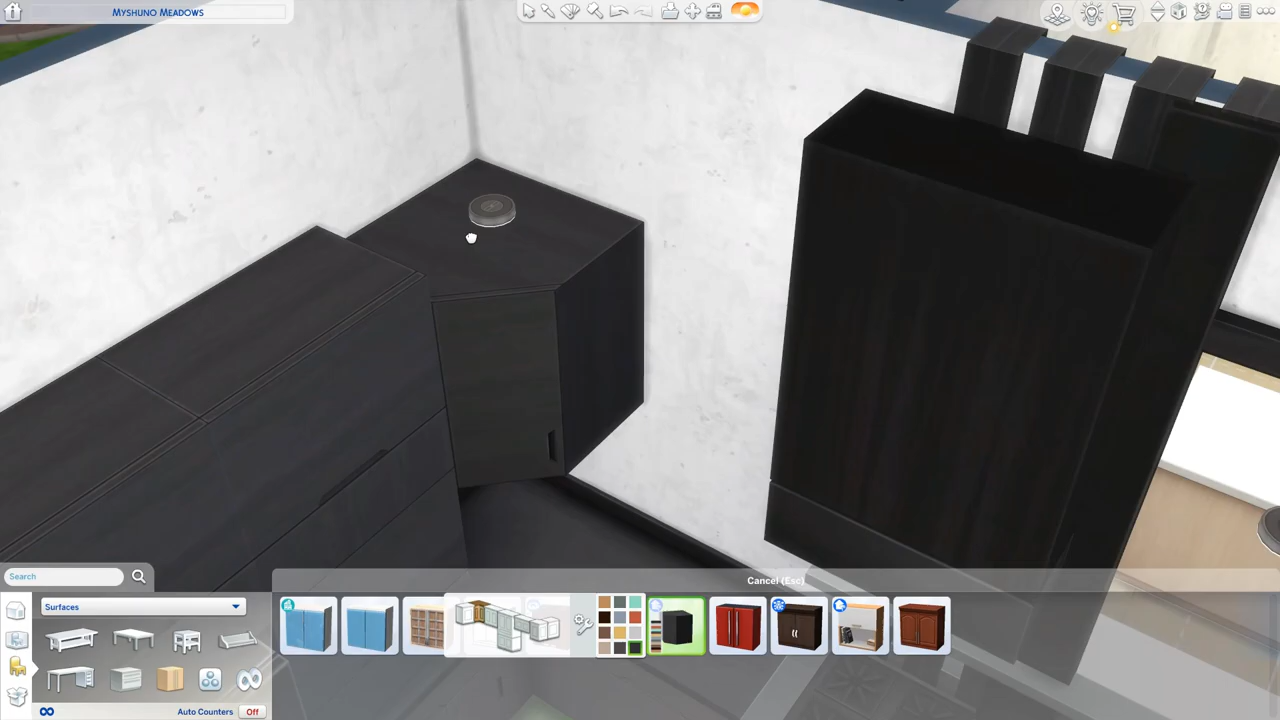 Myshuno Meadows
Cancel (Esc)
Search
Surfaces
Auto Counters Off